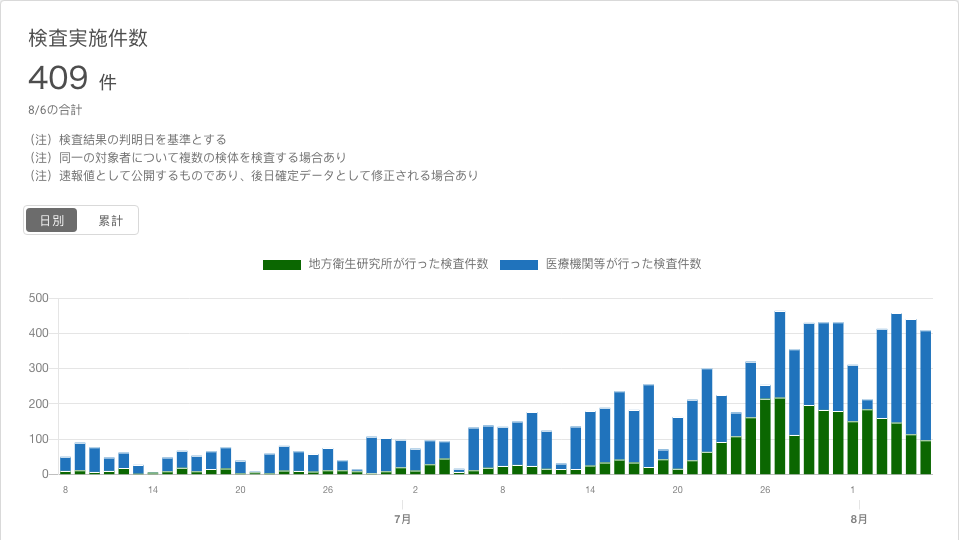 検査実施件数
409 件
8/6の合計
（注）検査結果の判明日を基準とする
（注）同一の対象者について複数の検体を検査する場合あり
（注）速報値として公開するものであり、後日確定データとして修正される場合あり
日別 累計
地方衛生研究所が行った検査件数 医療機関等が行った検査件数
500
400
300
200
100
0
8 14 20 26 2 8 14 20 26 1
7月 8月